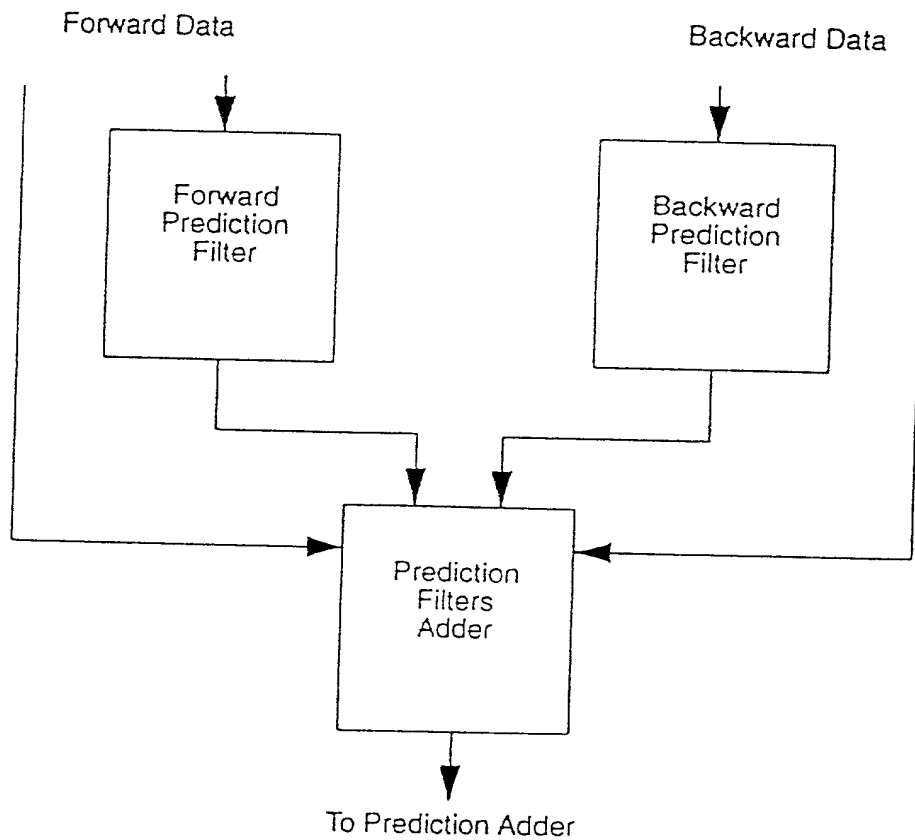 Forward Data
Backward Data
Forward
Prediction
Filter
Backward
Prediction
Filter
Prediction
Filters
Adder
To Prediction Adder